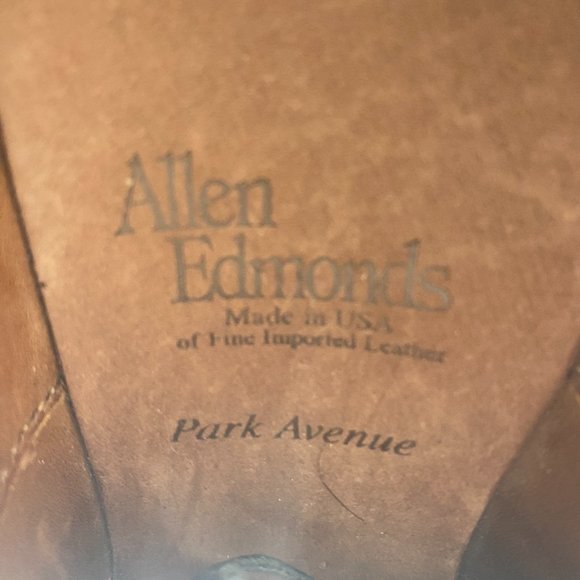 Allen
Edmonds
Made in USA
of Fine Imported Leather
Park Avenue